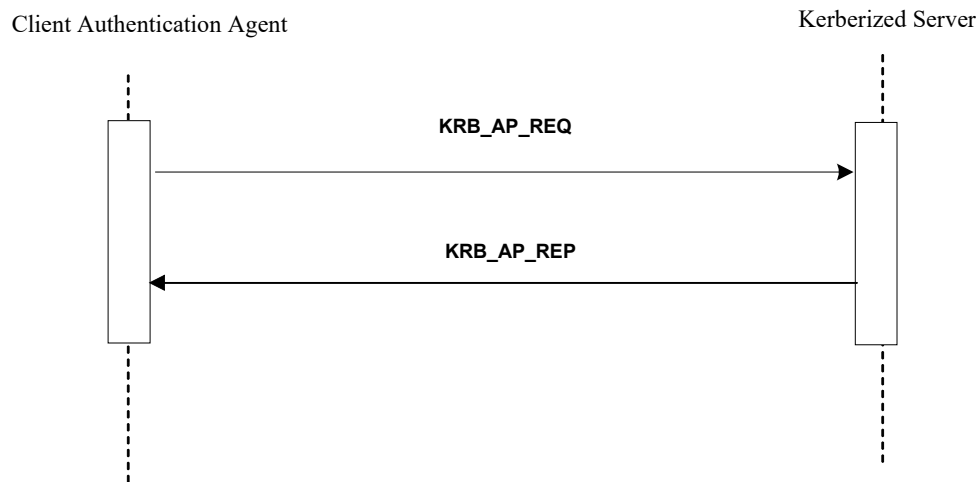 Client Authentication Agent
Kerberized Server
KRB_AP_REQ
KRB_AP_REP